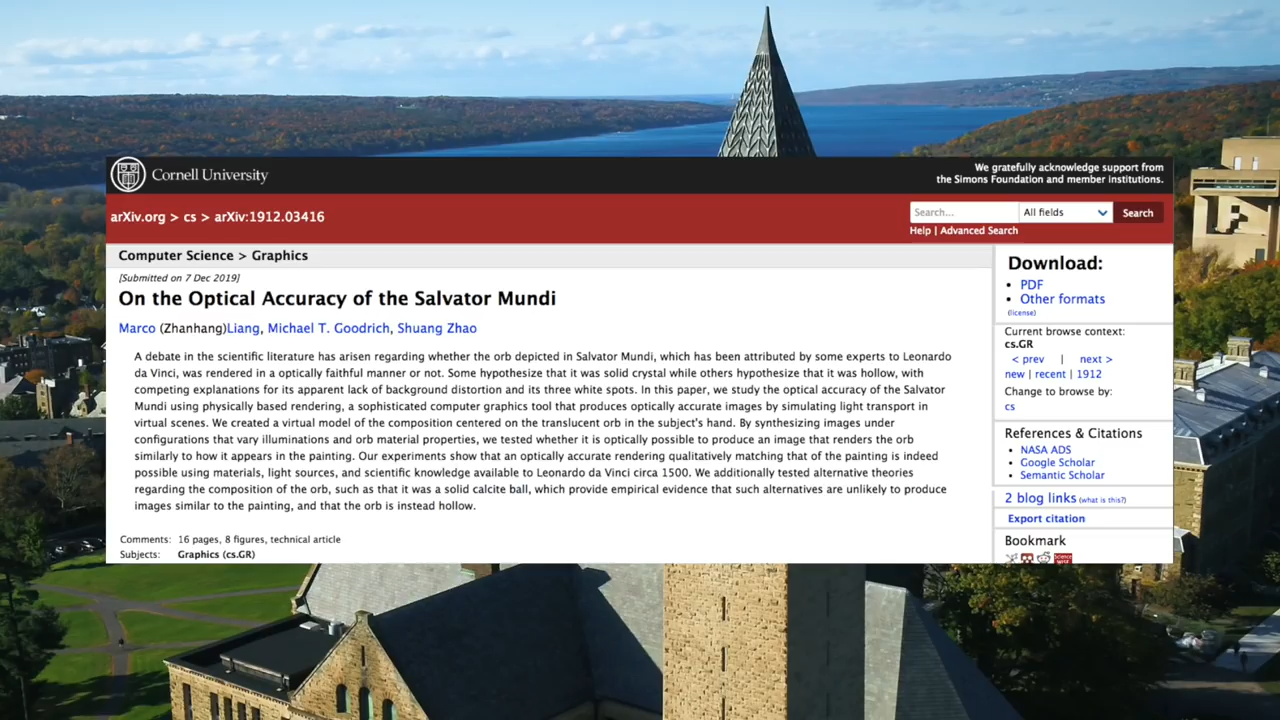 Cornell University
We gratefully acknowledge support from
the Simons Foundation and member institutions.
arXiv.org > cs > arXiv:1912.03416
Search... All fields Search
Help | Advanced Search
Computer Science > Graphics
[Submitted on 7 Dec 2019]
On the Optical Accuracy of the Salvator Mundi
Marco (Zhanhang)Liang, Michael T. Goodrich, Shuang Zhao
A debate in the scientific literature has arisen regarding whether the orb depicted in Salvator Mundi, which has been attributed by some experts to Leonardo
da Vinci, was rendered in a optically faithful manner or not. Some hypothesize that it was solid crystal while others hypothesize that it was hollow, with
competing explanations for its apparent lack of background distortion and its three white spots. In this paper, we study the optical accuracy of the Salvator
Mundi using physically based rendering, a sophisticated computer graphics tool that produces optically accurate images by simulating light transport in
virtual scenes. We created a virtual model of the composition centered on the translucent orb in the subject's hand. By synthesizing images under
configurations that vary illuminations and orb material properties, we tested whether it is optically possible to produce an image that renders the orb
similarly to how it appears in the painting. Our experiments show that an optically accurate rendering qualitatively matching that of the painting is indeed
possible using materials, light sources, and scientific knowledge available to Leonardo da Vinci circa 1500. We additionally tested alternative theories
regarding the composition of the orb, such as that it was a solid calcite ball, which provide empirical evidence that such alternatives are unlikely to produce
images similar to the painting, and that the orb is instead hollow.
Comments: 16 pages, 8 figures, technical article
Subjects: Graphics (cs.GR)
Download:
PDF
Other formats
(license)
Current browse context:
cs.GR
< prev | next >
new | recent | 1912
Change to browse by:
cs
References & Citations
NASA ADS
Google Scholar
Semantic Scholar
2 blog links (what is this?)
Export citation
Bookmark